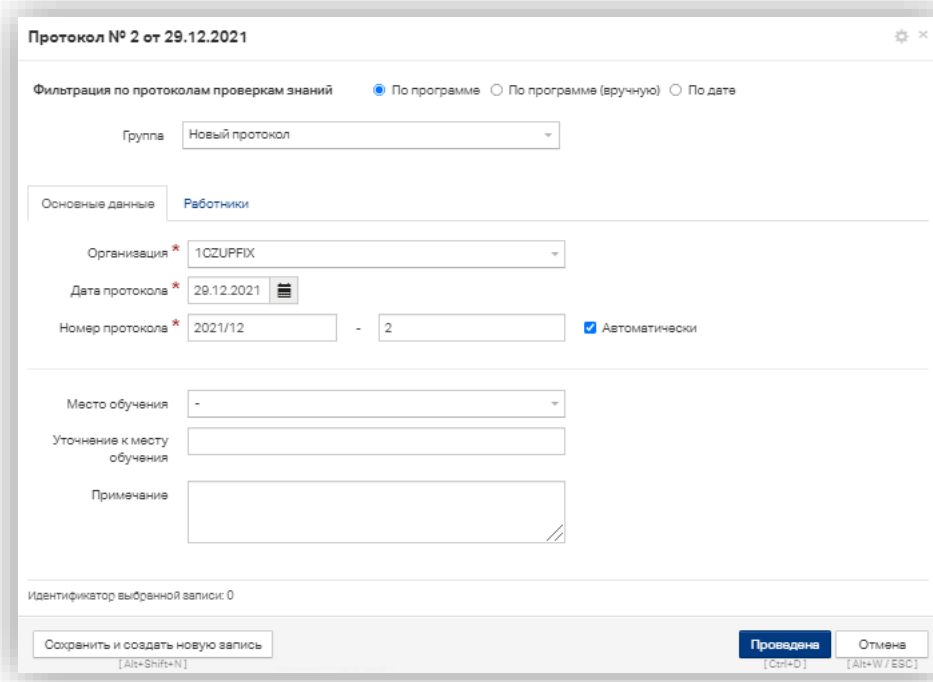 Протокол № 2 от 29.12.2021
Фильтрация по протоколам проверкам знаний По программе По программе (вручную) По дате
Группа Новый протокол
Основные данные Работники
Организация * 1CZUPFIX
Дата протокола * 29.12.2021
Номер протокола * 2021/12 - 2 Автоматически
Место обучения -
Уточнение к месту
обучения
Примечание
Идентификатор выбранной записи: 0
Сохранить и создать новую запись Проведена Отмена
[Alt+Shift+N] [Ctrl+D] [Alt+W / ESC]